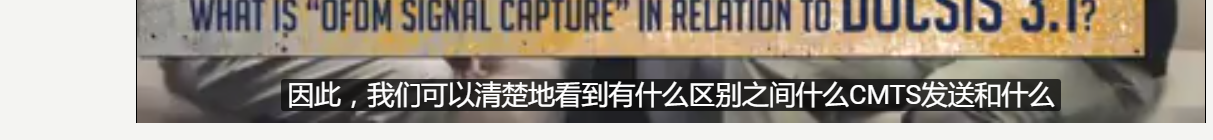 WHAT IS “OFDM SIGNAL CAPTURE” IN RELATION TO DOCSIS 3.1?
因此，我们可以清楚地看到有什么区别之间什么CMTS发送和什么